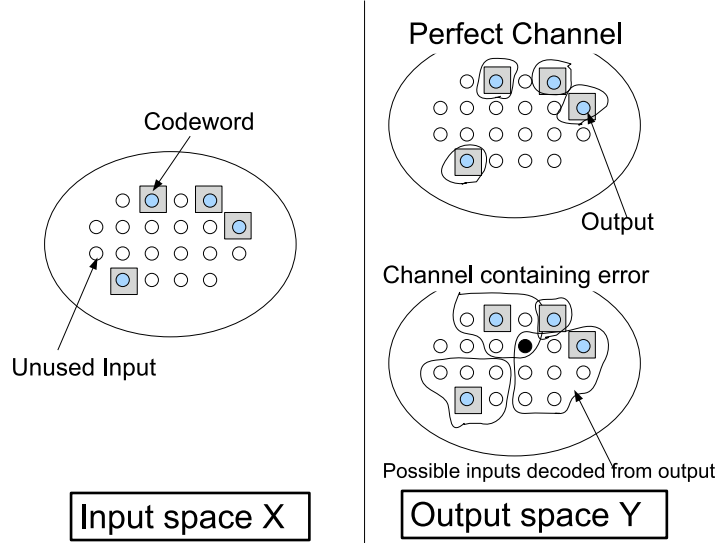 Codeword
Unused Input
Input space X
Perfect Channel
Output
Channel containing error
Possible inputs decoded from output
Output space Y